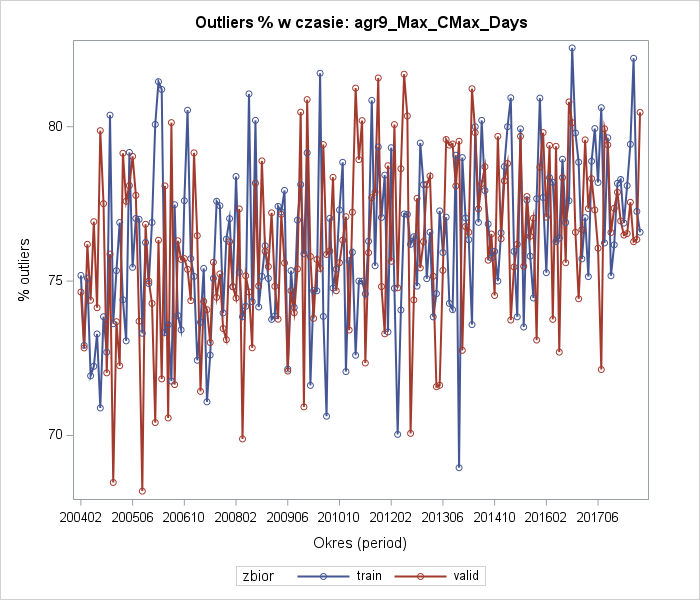 Outliers % w czasie: agr9_Max_CMax_Days
% outliers
80
75
70
200402 200506 200610 200802 200906 201010 201202 201306 201410 201602 201706
Okres (period)
zbior train valid